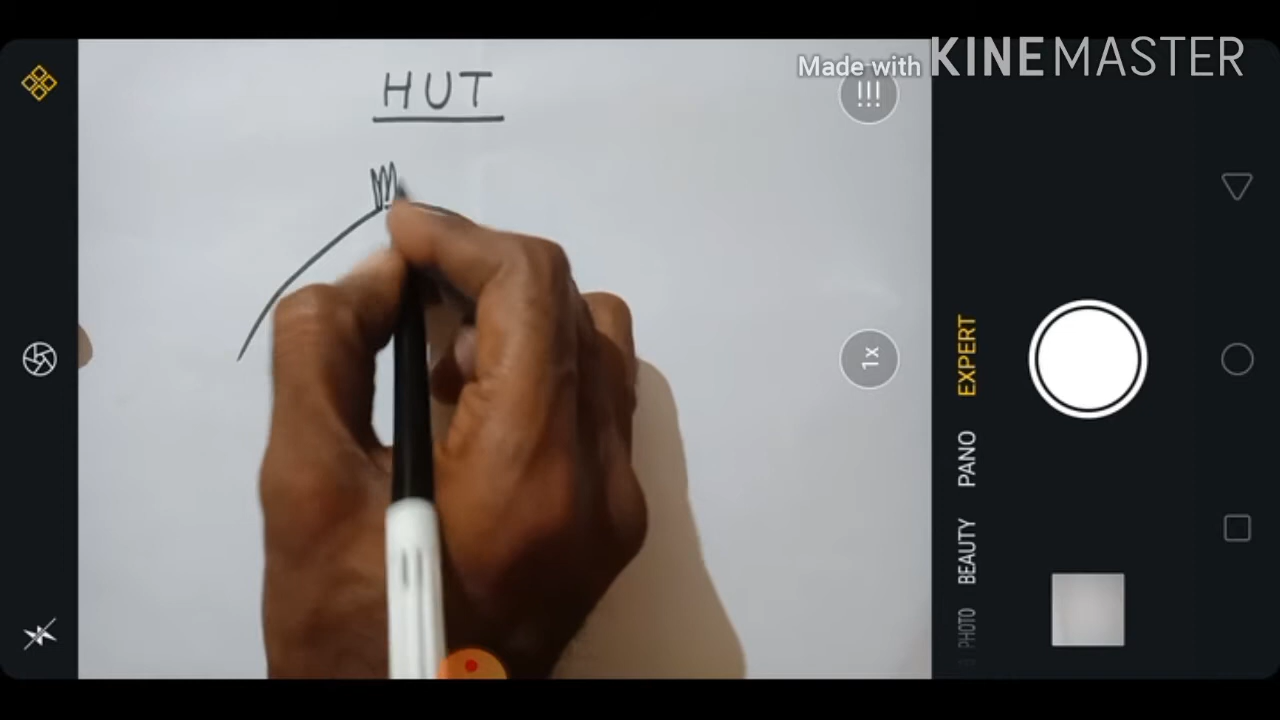 Made with KINEMASTER
HUT
1x
EXPERT
PANO
BEAUTY
PHOTO